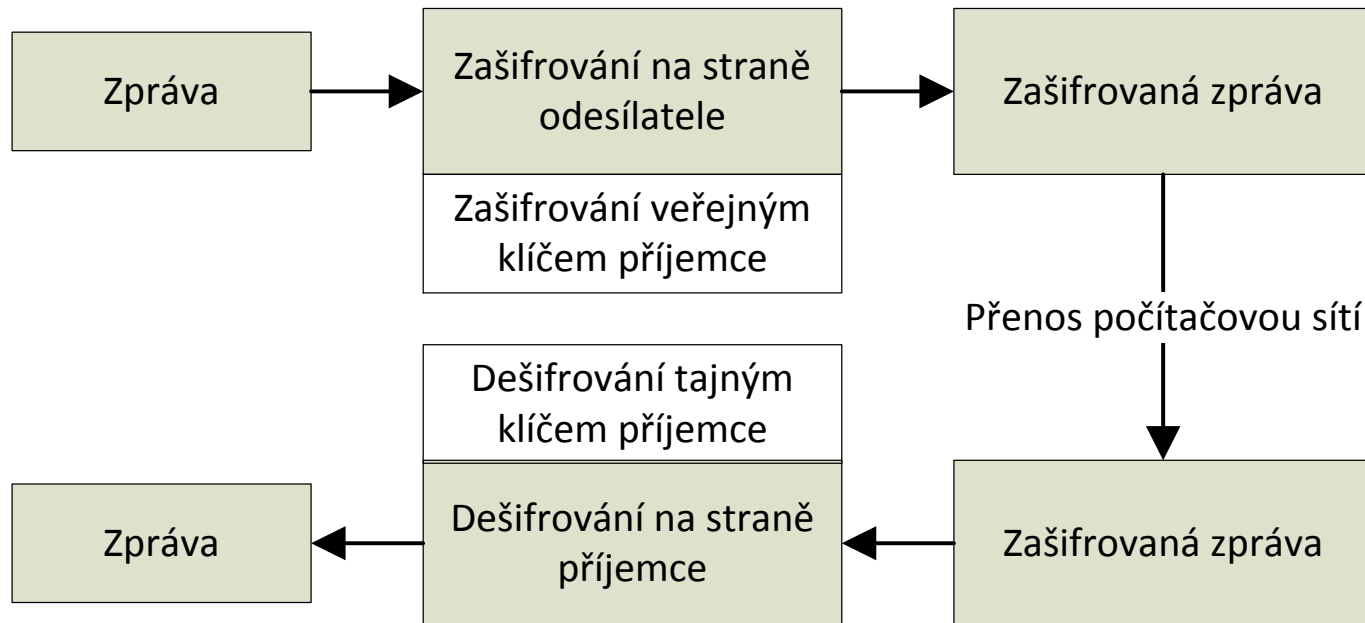 Zpráva
Zašifrování na straně
odesílatele
Zašifrovaná zpráva
Zašifrování veřejným
klíčem příjemce
Přenos počítačovou sítí
Dešifrování tajným
klíčem příjemce
Zpráva
Dešifrování na straně
příjemce
Zašifrovaná zpráva